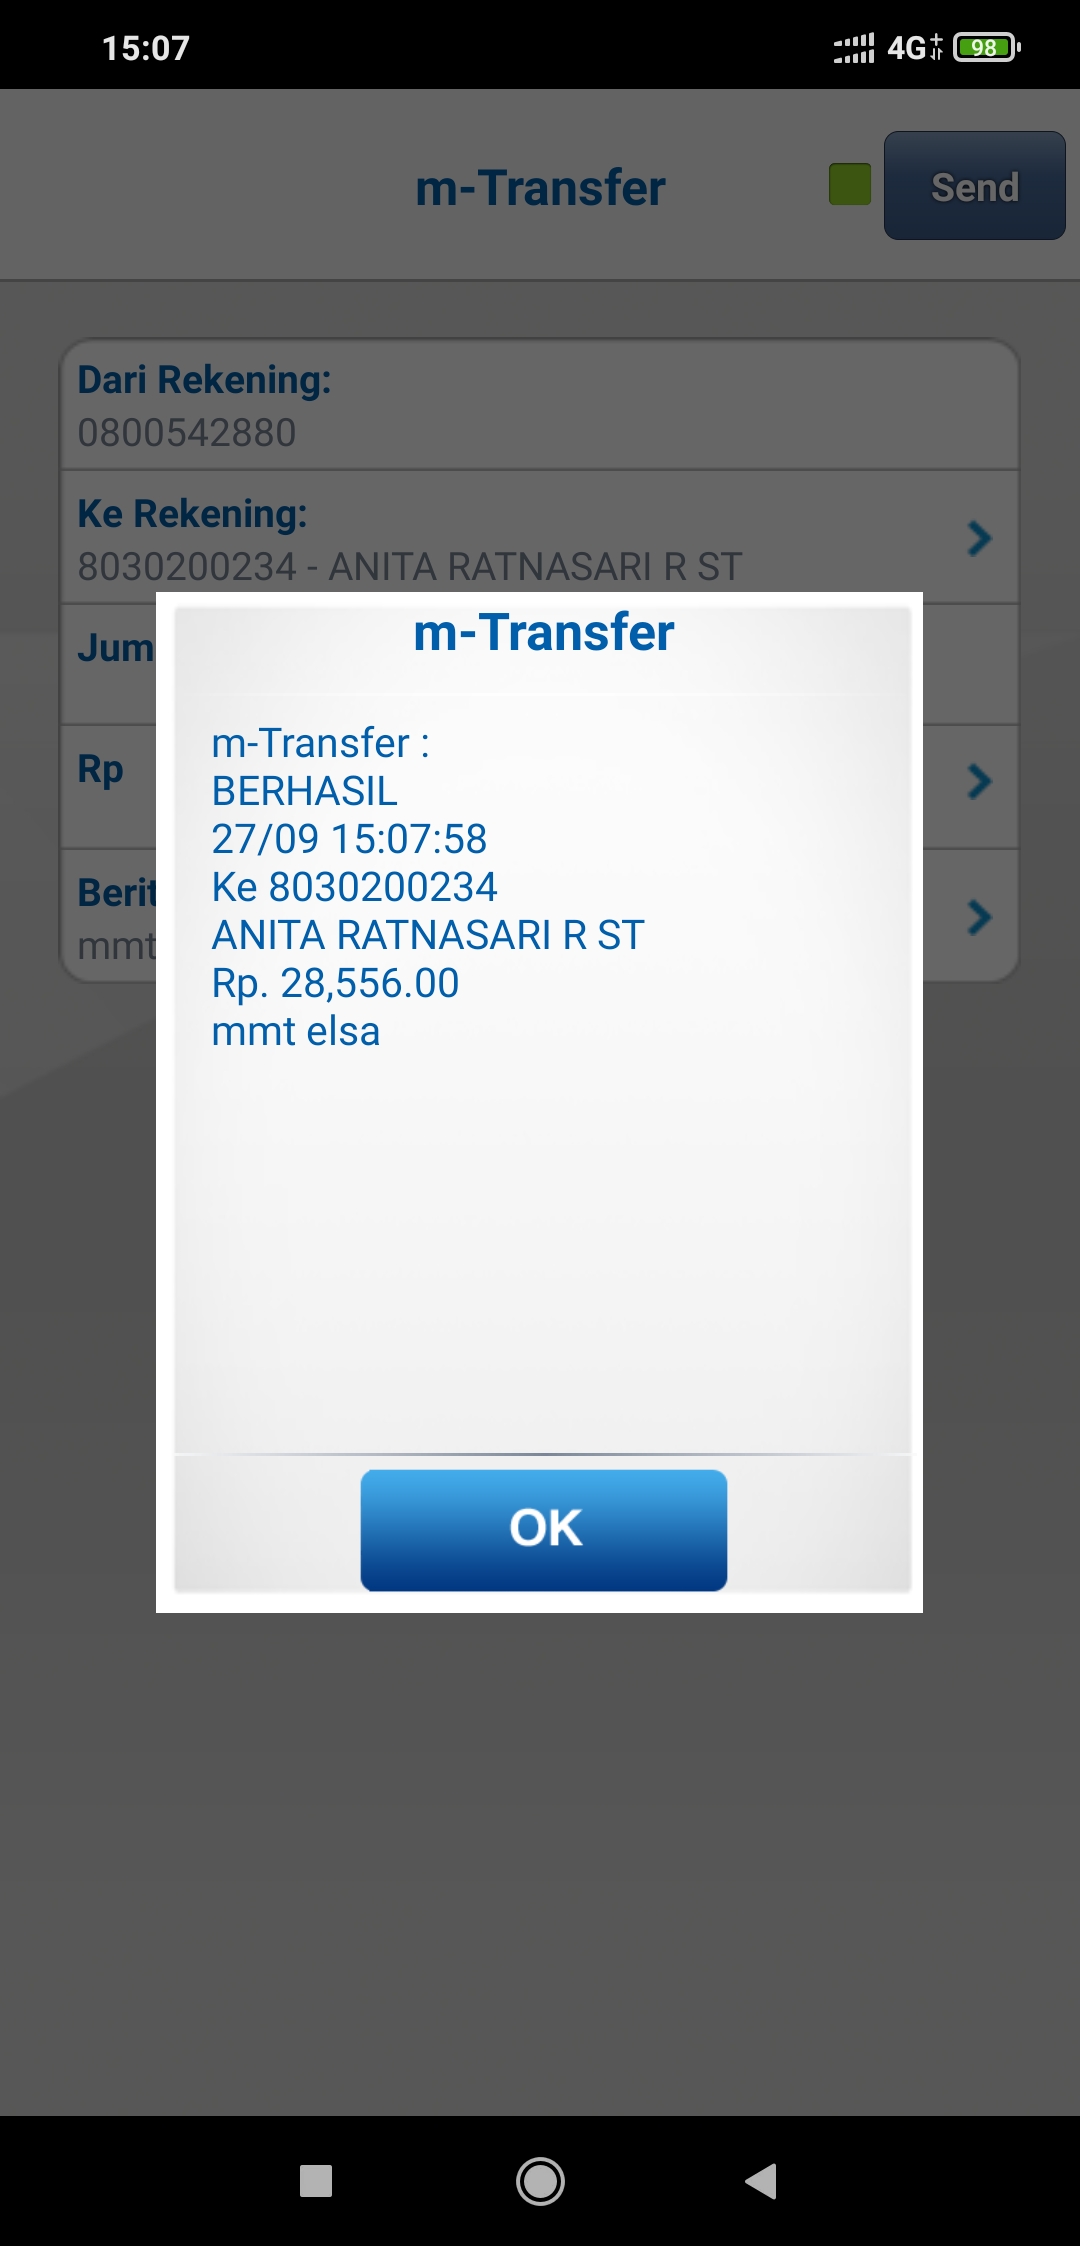 15:07
4G+
98
m-Transfer
Send
Dari Rekening:
0800542880
Ke Rekening:
8030200234 - ANITA RATNASARI R ST
Jum
Rp
Berit
mmt
m-Transfer
m-Transfer :
BERHASIL
27/09 15:07:58
Ke 8030200234
ANITA RATNASARI R ST
Rp. 28,556.00
mmt elsa
OK